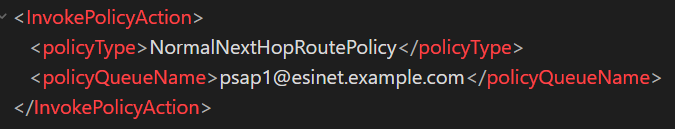 <InvokePolicyAction>
<policyType>NormalNextHopRoutePolicy</policyType>
<policyQueueName>psap1@esinet.example.com</policyQueueName>
</InvokePolicyAction>